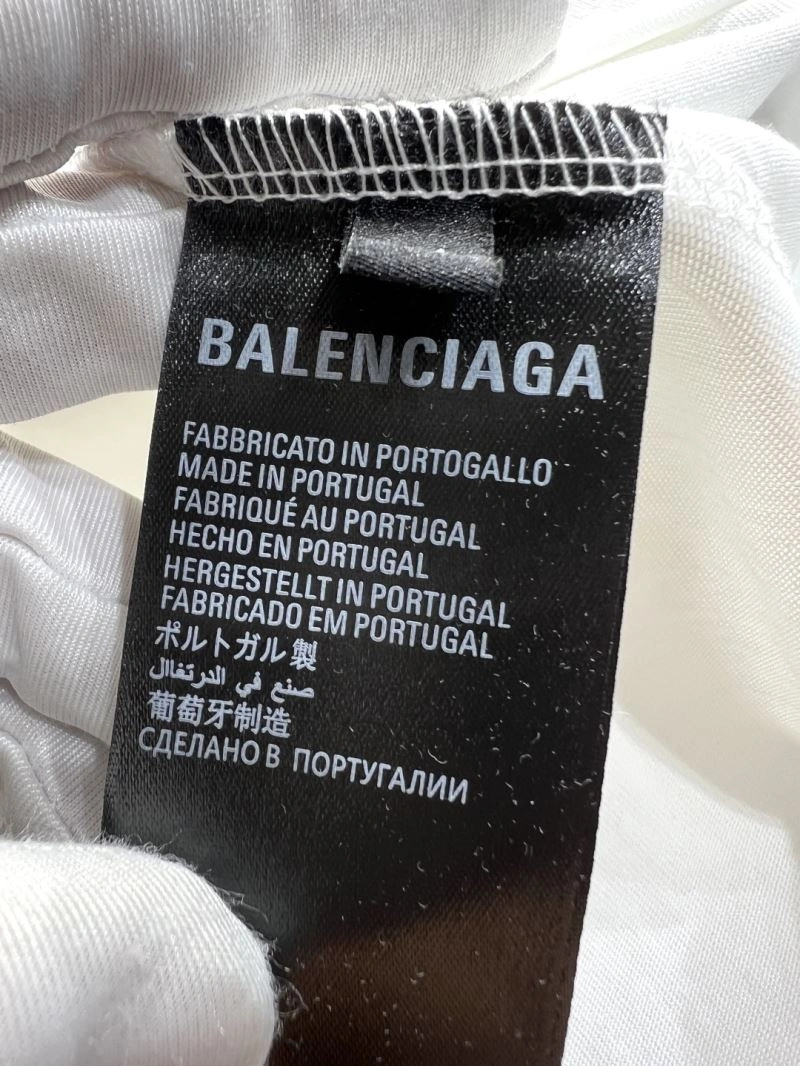 BALENCIAGA
FABBRICATO IN PORTOGALLO
MADE IN PORTUGAL
FABRIQUÉ AU PORTUGAL
HECHO EN PORTUGAL
HERGESTELLT IN PORTUGAL
FABRICADO EM PORTUGAL
ポルトガル製
صنع في الدرتغال
葡萄牙制造
СДЕЛАНО В ПОРТУГАЛИИ